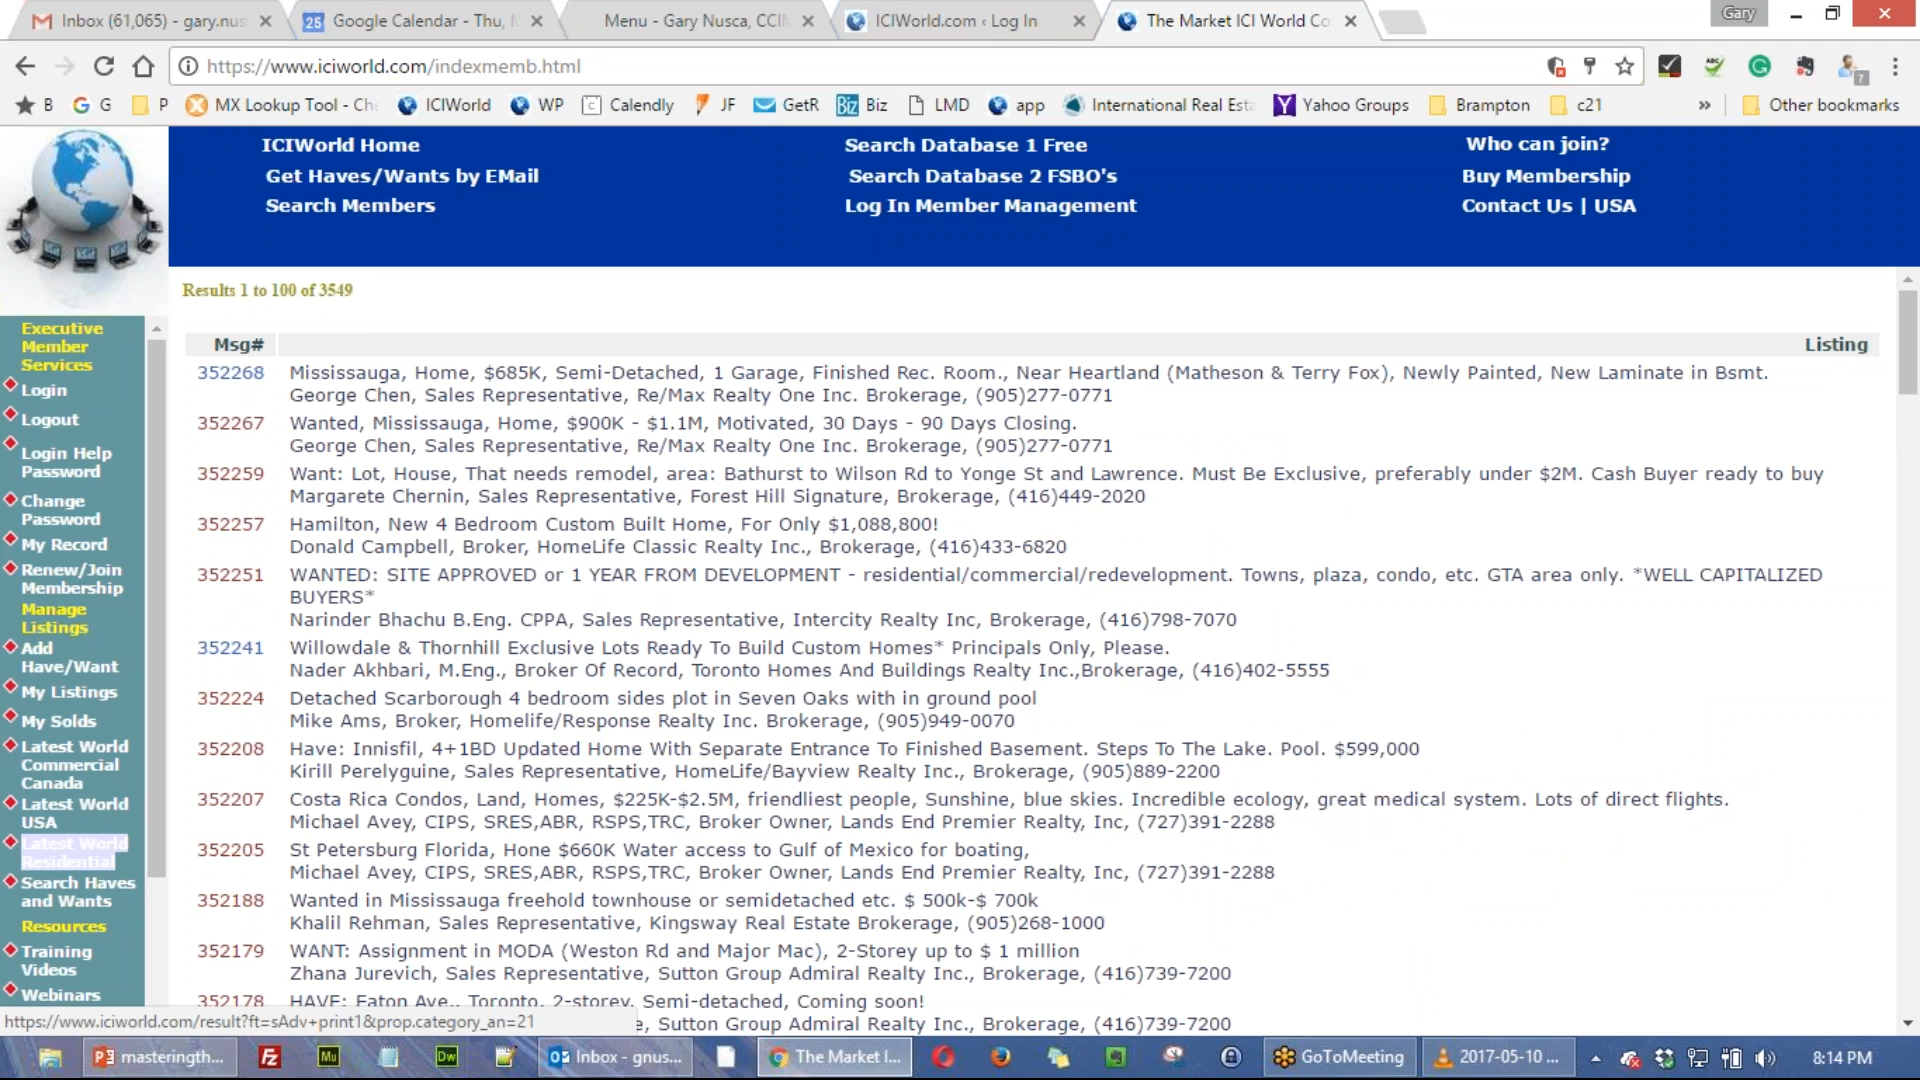 Inbox (61,065) - gary.nus
Google Calendar - Thu,
Menu - Gary Nusca, CCIM
ICIWorld.com ‹ Log In
The Market ICI World Co
Gary
https://www.iciworld.com/indexmemb.html
B
G
P
MX Lookup Tool - Che
ICIWorld
WP
Calendly
JF
GetR
Biz
LMD
app
International Real Esta
Yahoo Groups
Brampton
c21
»
Other bookmarks
ICIWorld Home
Search Database 1 Free
Who can join?
Get Haves/Wants by EMail
Search Database 2 FSBO's
Buy Membership
Search Members
Log In Member Management
Contact Us | USA
Executive
Member
Services
Login
Logout
Login Help
Password
Change
Password
My Record
Renew/Join
Membership
Manage
Listings
Add
Have/Want
My Listings
My Solds
Latest World
Commercial
Canada
Latest World
USA
Latest World
Residential
Search Haves
and Wants
Resources
Training
Videos
Webinars
Results 1 to 100 of 3549
Msg# Listing
352268 Mississauga, Home, $685K, Semi-Detached, 1 Garage, Finished Rec. Room., Near Heartland (Matheson & Terry Fox), Newly Painted, New Laminate in Bsmt.
George Chen, Sales Representative, Re/Max Realty One Inc. Brokerage, (905)277-0771
352267 Wanted, Mississauga, Home, $900K - $1.1M, Motivated, 30 Days - 90 Days Closing.
George Chen, Sales Representative, Re/Max Realty One Inc. Brokerage, (905)277-0771
352259 Want: Lot, House, That needs remodel, area: Bathurst to Wilson Rd to Yonge St and Lawrence. Must Be Exclusive, preferably under $2M. Cash Buyer ready to buy
Margarete Chernin, Sales Representative, Forest Hill Signature, Brokerage, (416)449-2020
352257 Hamilton, New 4 Bedroom Custom Built Home, For Only $1,088,800!
Donald Campbell, Broker, HomeLife Classic Realty Inc., Brokerage, (416)433-6820
352251 WANTED: SITE APPROVED or 1 YEAR FROM DEVELOPMENT - residential/commercial/redevelopment. Towns, plaza, condo, etc. GTA area only. *WELL CAPITALIZED
BUYERS*
Narinder Bhachu B.Eng. CPPA, Sales Representative, Intercity Realty Inc, Brokerage, (416)798-7070
352241 Willowdale & Thornhill Exclusive Lots Ready To Build Custom Homes* Principals Only, Please.
Nader Akhbari, M.Eng., Broker Of Record, Toronto Homes And Buildings Realty Inc.,Brokerage, (416)402-5555
352224 Detached Scarborough 4 bedroom sides plot in Seven Oaks with in ground pool
Mike Ams, Broker, Homelife/Response Realty Inc. Brokerage, (905)949-0070
352208 Have: Innisfil, 4+1BD Updated Home With Separate Entrance To Finished Basement. Steps To The Lake. Pool. $599,000
Kirill Perelyguine, Sales Representative, HomeLife/Bayview Realty Inc., Brokerage, (905)889-2200
352207 Costa Rica Condos, Land, Homes, $225K-$2.5M, friendliest people, Sunshine, blue skies. Incredible ecology, great medical system. Lots of direct flights.
Michael Avey, CIPS, SRES,ABR, RSPS,TRC, Broker Owner, Lands End Premier Realty, Inc, (727)391-2288
352205 St Petersburg Florida, Hone $660K Water access to Gulf of Mexico for boating,
Michael Avey, CIPS, SRES,ABR, RSPS,TRC, Broker Owner, Lands End Premier Realty, Inc, (727)391-2288
352188 Wanted in Mississauga freehold townhouse or semidetached etc. $ 500k-$ 700k
Khalil Rehman, Sales Representative, Kingsway Real Estate Brokerage, (905)268-1000
352179 WANT: Assignment in MODA (Weston Rd and Major Mac), 2-Storey up to $ 1 million
Zhana Jurevich, Sales Representative, Sutton Group Admiral Realty Inc., Brokerage, (416)739-7200
352178 HAVE: Eaton Ave., Toronto, 2-storey, Semi-detached, Coming soon!
e, Sutton Group Admiral Realty Inc., Brokerage, (416)739-7200
https://www.iciworld.com/result?ft=sAdv+print1&prop.category_an=21
masteringth...
Mu
Dw
Inbox - gnus...
The Market I...
GoToMeeting
2017-05-10 ...
8:14 PM